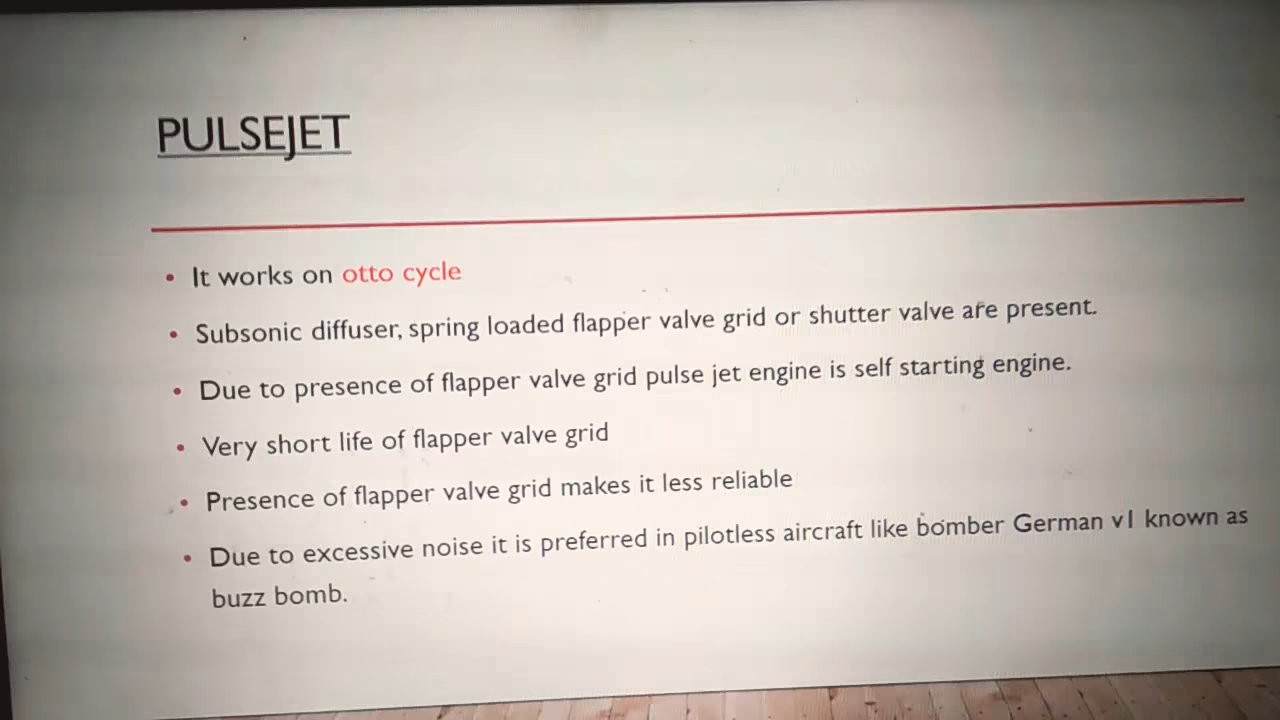 PULSEJET
• It works on otto cycle
• Subsonic diffuser, spring loaded flapper valve grid or shutter valve are present.
• Due to presence of flapper valve grid pulse jet engine is self starting engine.
• Very short life of flapper valve grid
• Presence of flapper valve grid makes it less reliable
• Due to excessive noise it is preferred in pilotless aircraft like bomber German v1 known as
buzz bomb.